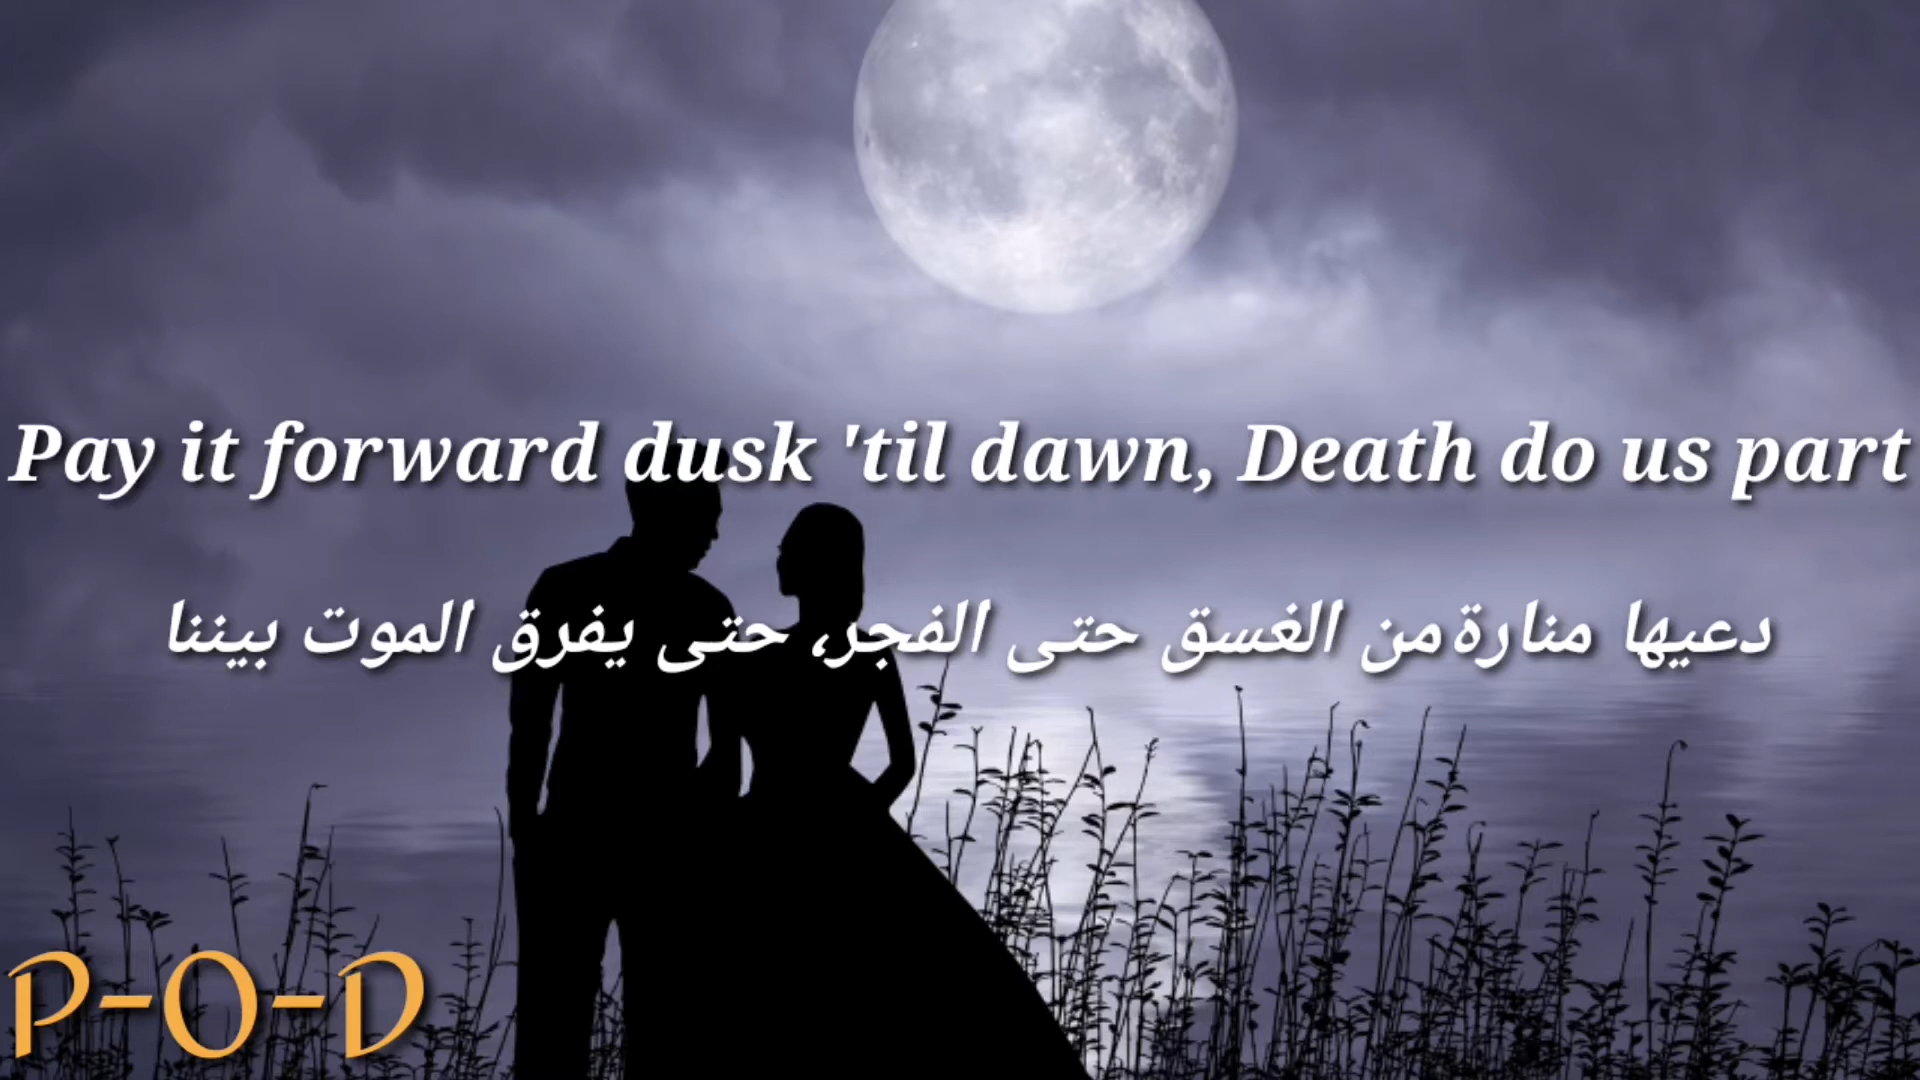 Pay it forward dusk 'til dawn, Death do us part
دعيها منارة من الغسق حتى الفجر، حتى يفرق الموت بيننا
P-O-D